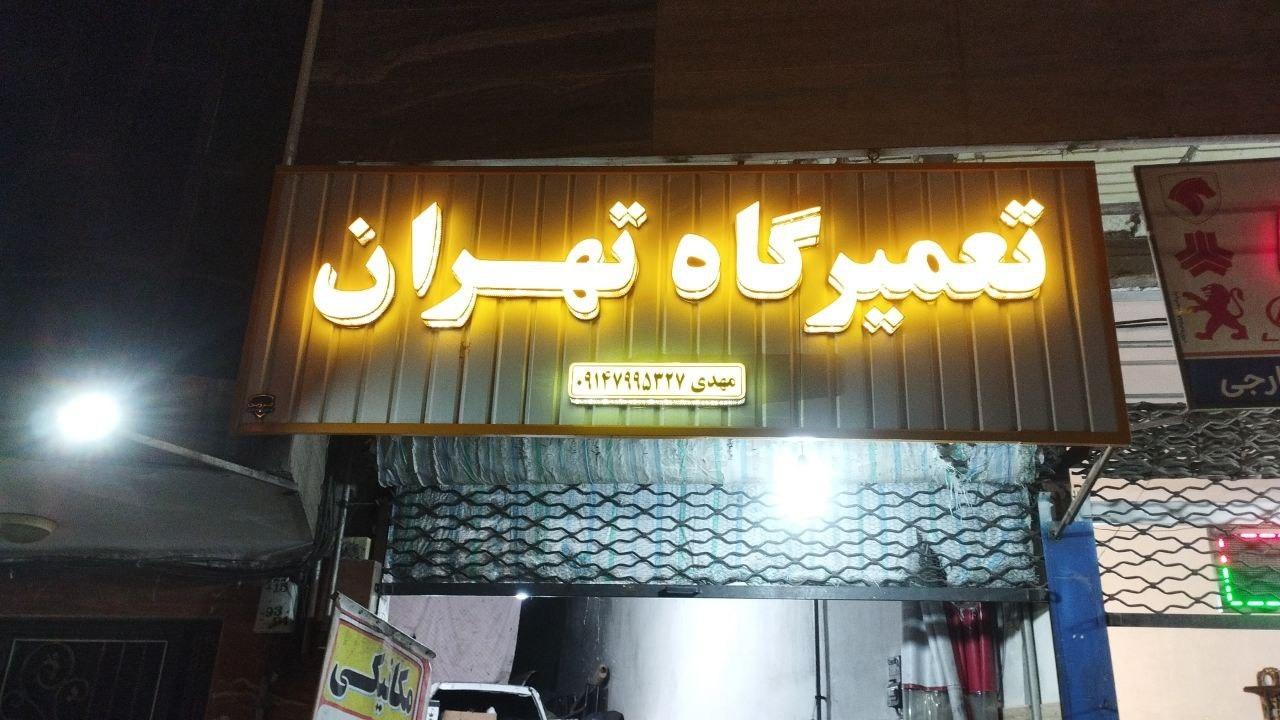 تعمیرگاه تهران
مهدی ۰۹۱۴۷۹۹۵۳۲۷
مکانیکی